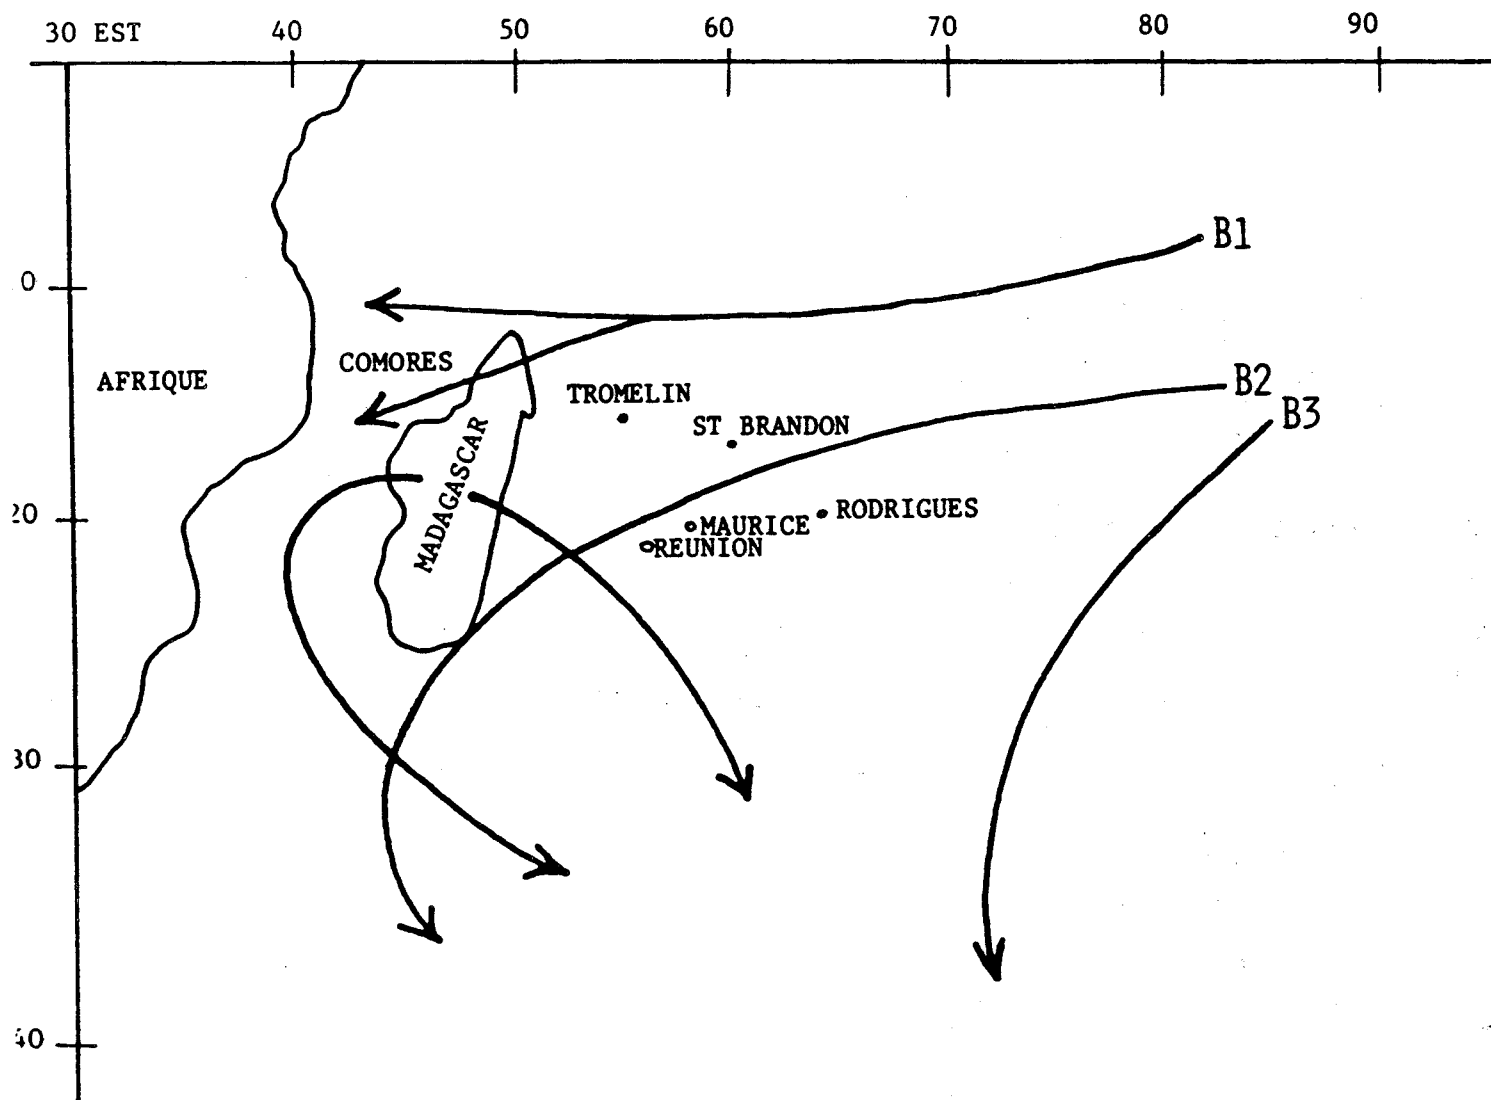 30 EST 40 50 60 70 80 90
B1
0
COMORES
AFRIQUE
B2
TROMELIN
B3
ST BRANDON
MADAGASCAR
RODRIGUES
20
MAURICE
REUNION
30
40